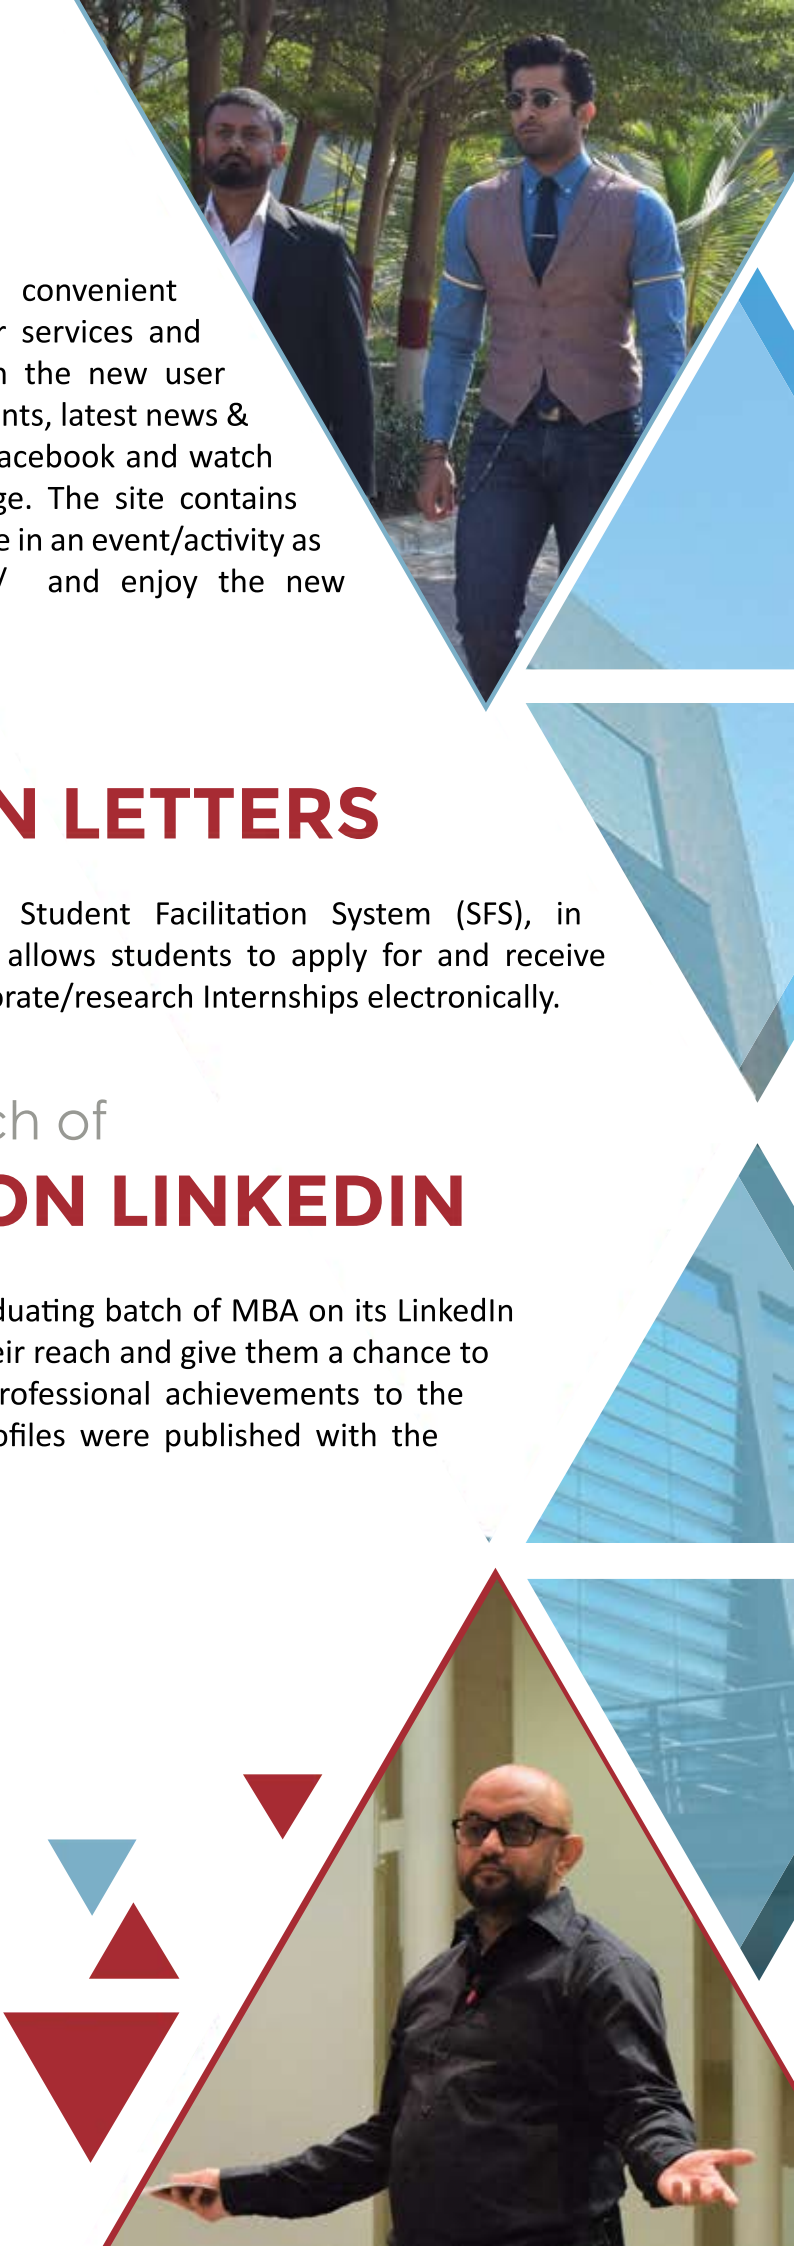 convenient
services and
the new user
latest news &
and watch
The site contains
in an event/activity as
/ and enjoy the new
N LETTERS
Student Facilitation System (SFS), in
allows students to apply for and receive
orate/research Internships electronically.
ch of
ON LINKEDIN
duating batch of MBA on its LinkedIn
eir reach and give them a chance to
rofessional achievements to the
ofiles were published with the